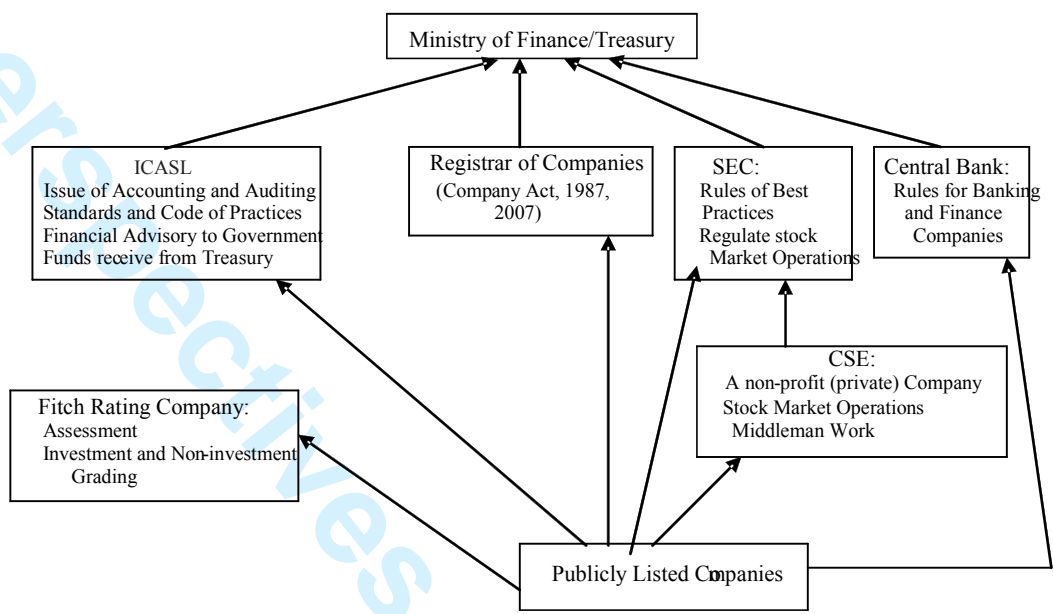 Ministry of Finance/Treasury
ICASL
Issue of Accounting and Auditing
Standards and Code of Practices
Financial Advisory to Government
Funds receive from Treasury
Registrar of Companies
(Company Act, 1987,
2007)
SEC:
Rules of Best
Practices
Regulate stock
Market Operations
Central Bank:
Rules for Banking
and Finance
Companies
CSE:
A non-profit (private) Company
Stock Market Operations
Middleman Work
Fitch Rating Company:
Assessment
Investment and Non-investment
Grading
Publicly Listed Companies
erspectives